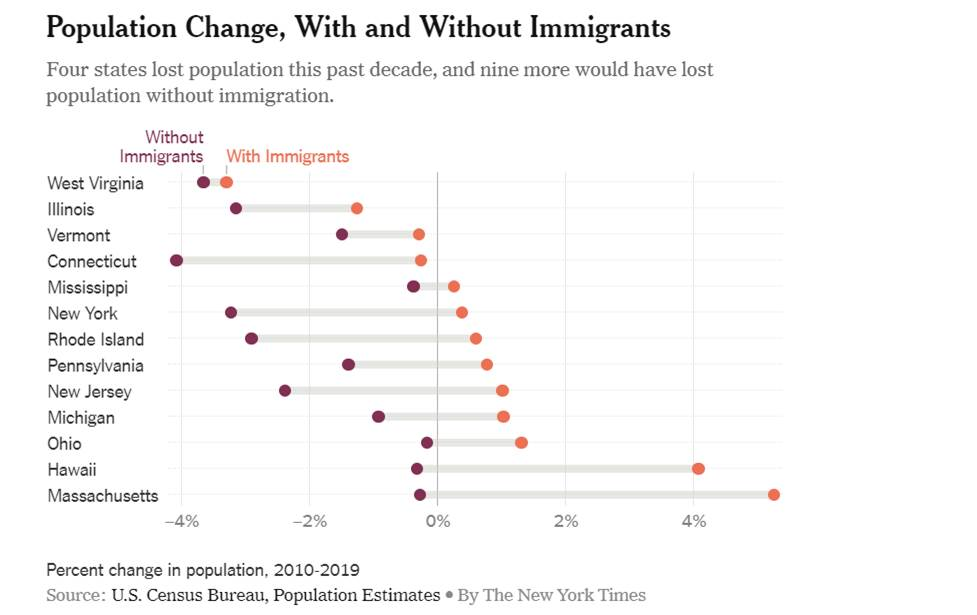 Population Change, With and Without Immigrants
Four states lost population this past decade, and nine more would have lost
population without immigration.
Without
Immigrants
With Immigrants
West Virginia
Illinois
Vermont
Connecticut
Mississippi
New York
Rhode Island
Pennsylvania
New Jersey
Michigan
Ohio
Hawaii
Massachusetts
–4% –2% 0% 2% 4%
Percent change in population, 2010-2019
Source: U.S. Census Bureau, Population Estimates • By The New York Times